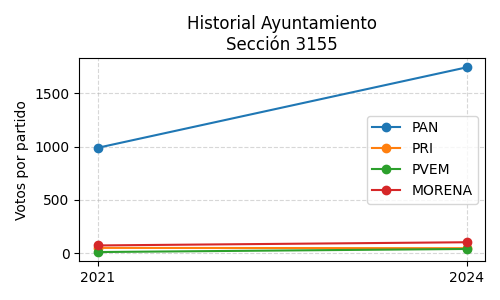 Historial Ayuntamiento
Sección 3155
Votos por partido
1500
1000
500
0
PAN
PRI
PVEM
MORENA
2021
2024